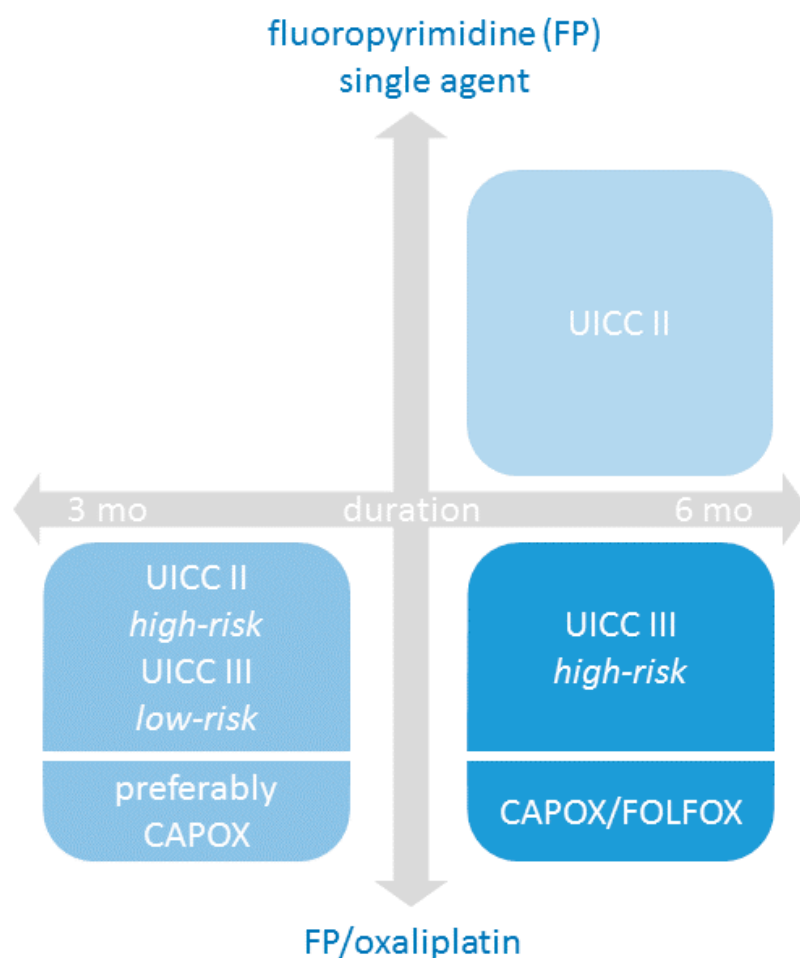 fluoropyrimidine (FP)
single agent
UICC II
3 mo
duration
6 mo
UICC II
high-risk
UICC III
low-risk
preferably
CAPOX
UICC III
high-risk
CAPOX/FOLFOX
FP/oxaliplatin